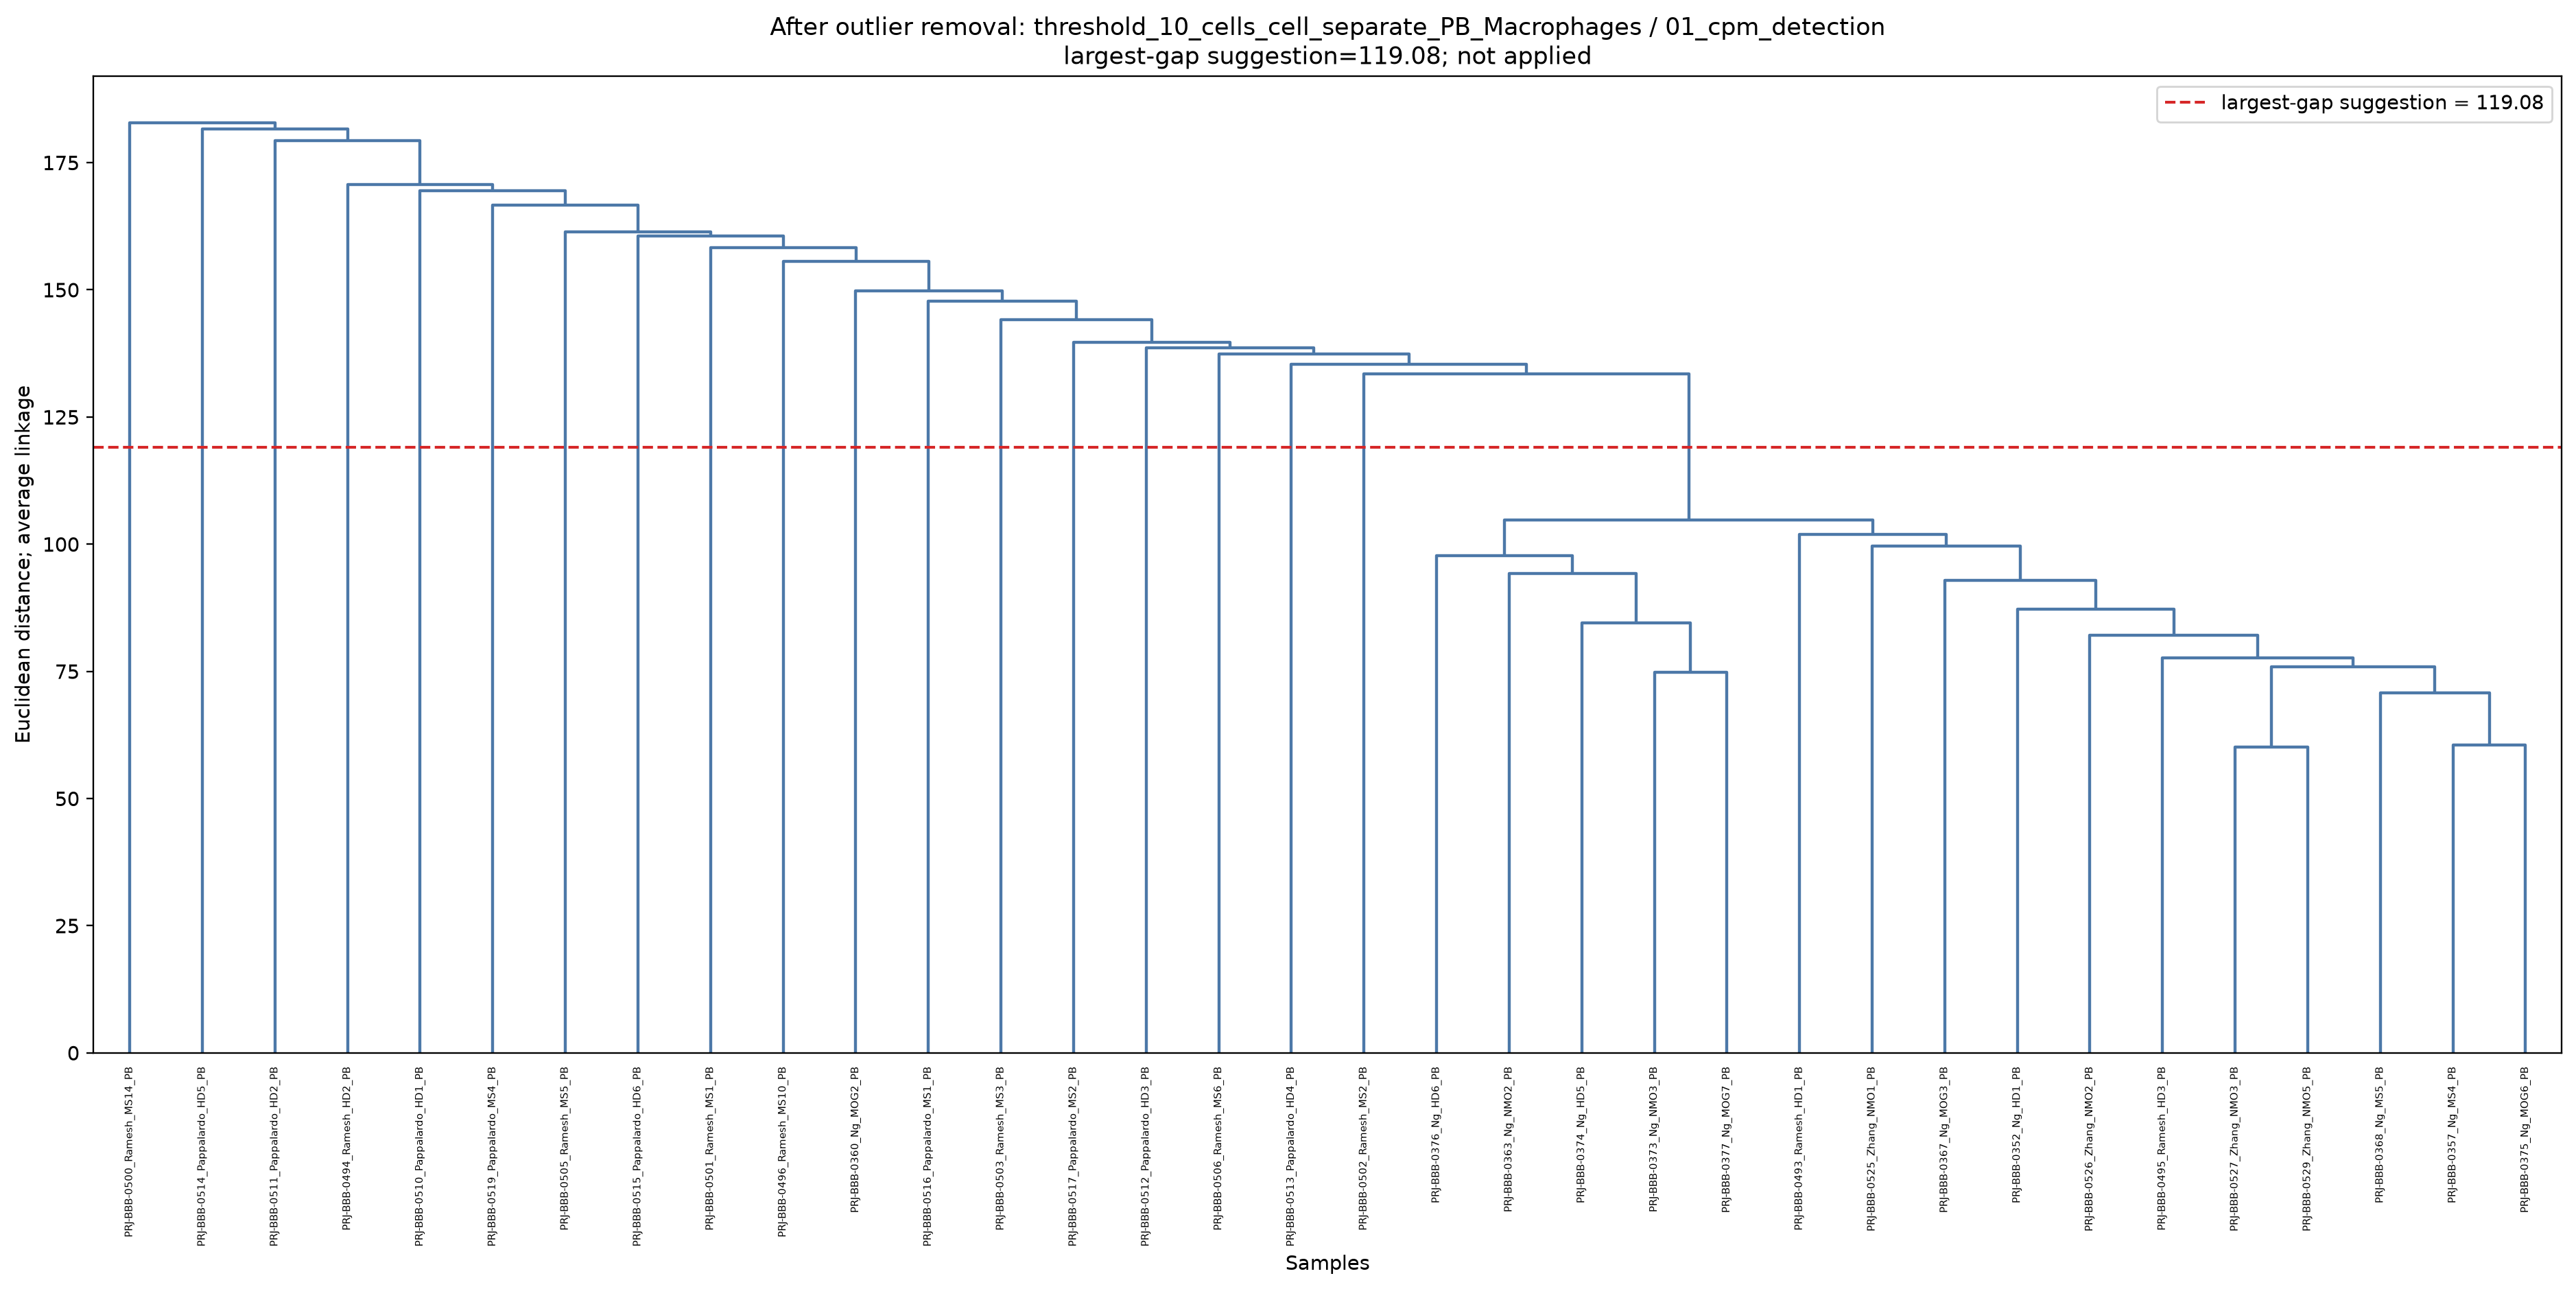 After outlier removal: threshold_10_cells_cell_separate_PB_Macrophages / 01_cpm_detection
largest-gap suggestion=119.08; not applied
largest-gap suggestion = 119.08
Euclidean distance; average linkage
175
150
125
100
75
50
25
0
PRJ-BBB-0500_Ramesh_MS14_PB
PRJ-BBB-0514_Pappalardo_HD5_PB
PRJ-BBB-0511_Pappalardo_HD2_PB
PRJ-BBB-0494_Ramesh_HD2_PB
PRJ-BBB-0510_Pappalardo_HD1_PB
PRJ-BBB-0519_Pappalardo_MS4_PB
PRJ-BBB-0505_Ramesh_MS5_PB
PRJ-BBB-0515_Pappalardo_HD6_PB
PRJ-BBB-0501_Ramesh_MS1_PB
PRJ-BBB-0496_Ramesh_MS10_PB
PRJ-BBB-0360_Ng_MOG2_PB
PRJ-BBB-0516_Pappalardo_MS1_PB
PRJ-BBB-0503_Ramesh_MS3_PB
PRJ-BBB-0517_Pappalardo_MS2_PB
PRJ-BBB-0512_Pappalardo_HD3_PB
PRJ-BBB-0506_Ramesh_MS6_PB
PRJ-BBB-0513_Pappalardo_HD4_PB
PRJ-BBB-0502_Ramesh_MS2_PB
PRJ-BBB-0376_Ng_HD6_PB
PRJ-BBB-0363_Ng_NMO2_PB
PRJ-BBB-0374_Ng_HD5_PB
PRJ-BBB-0373_Ng_NMO3_PB
PRJ-BBB-0377_Ng_MOG7_PB
PRJ-BBB-0493_Ramesh_HD1_PB
PRJ-BBB-0525_Zhang_NMO1_PB
PRJ-BBB-0367_Ng_MOG3_PB
PRJ-BBB-0352_Ng_HD1_PB
PRJ-BBB-0526_Zhang_NMO2_PB
PRJ-BBB-0495_Ramesh_HD3_PB
PRJ-BBB-0527_Zhang_NMO3_PB
PRJ-BBB-0529_Zhang_NMO5_PB
PRJ-BBB-0368_Ng_MS5_PB
PRJ-BBB-0357_Ng_MS4_PB
PRJ-BBB-0375_Ng_MOG6_PB
Samples